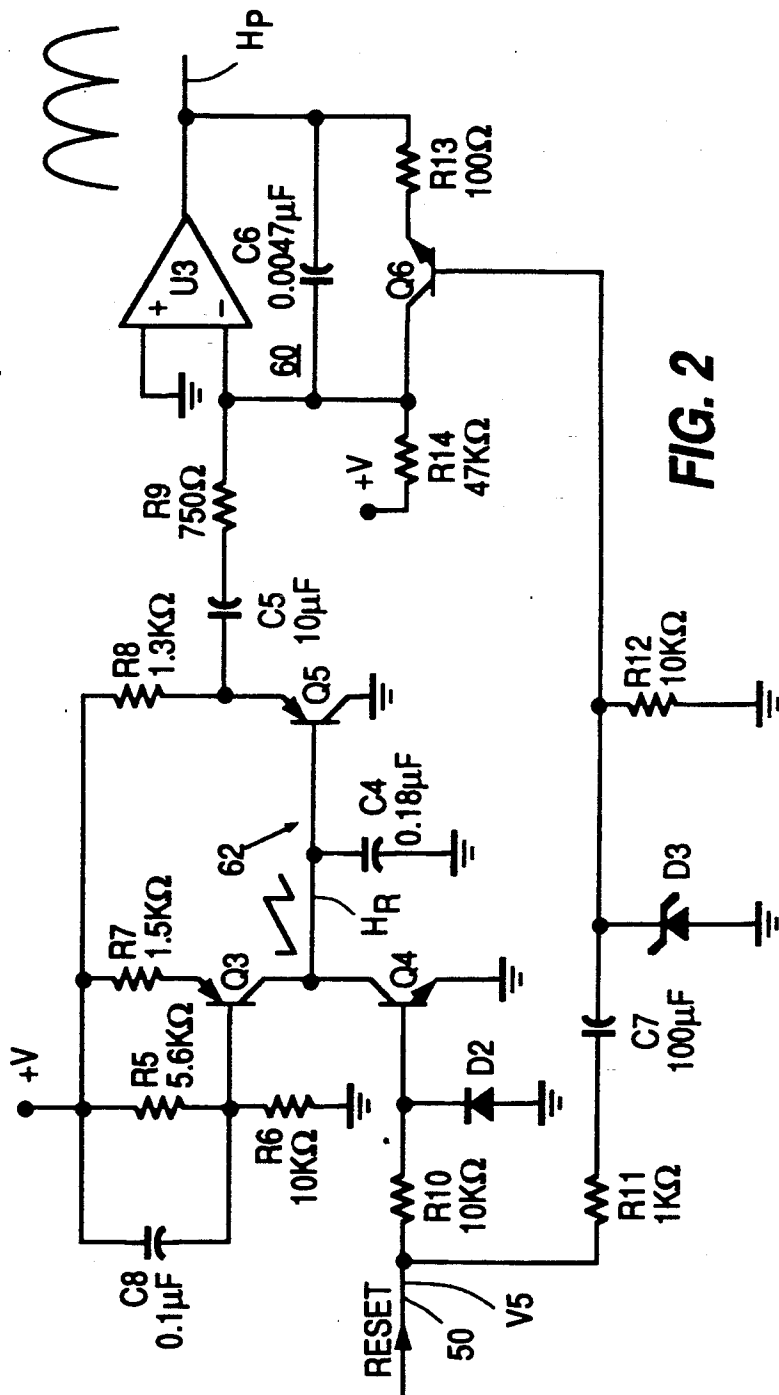 +V
C8
0.1µF
R5
5.6KΩ
R7
1.5KΩ
R8
1.3KΩ
R6
10KΩ
Q3
62
HR
C4
0.18µF
Q5
C5
10µF
R9
750Ω
+
-
U3
HP
60
C6
0.0047µF
+V
R14
47KΩ
Q6
R13
100Ω
RESET
50
V5
R10
10KΩ
D2
Q4
R11
1KΩ
C7
100µF
D3
R12
10KΩ
FIG. 2